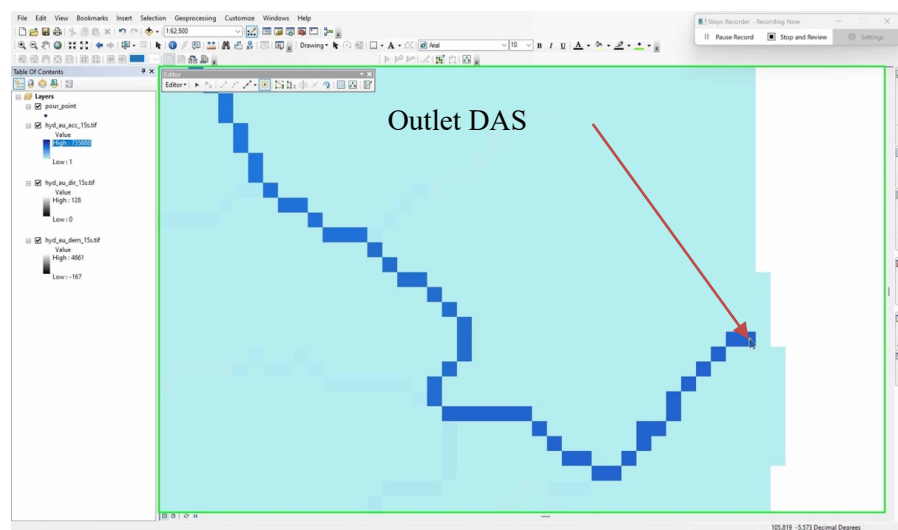 File Edit View Bookmarks Insert Selection Geoprocessing Customize Windows Help
Steps Recorder - Recording Now
1:62,500
Pause Record Stop and Review Settings
Drawing
Arial 10 B I U A
Table Of Contents
Editor
Editor
Layers
pour_point
hyd_au_acc_15s.tif
Value
High : 735888
Low : 1
hyd_au_dir_15s.tif
Value
High : 128
Low : 0
hyd_au_dem_15s.tif
Value
High : 4661
Low : -167
Outlet DAS
105.819 -5.573 Decimal Degrees